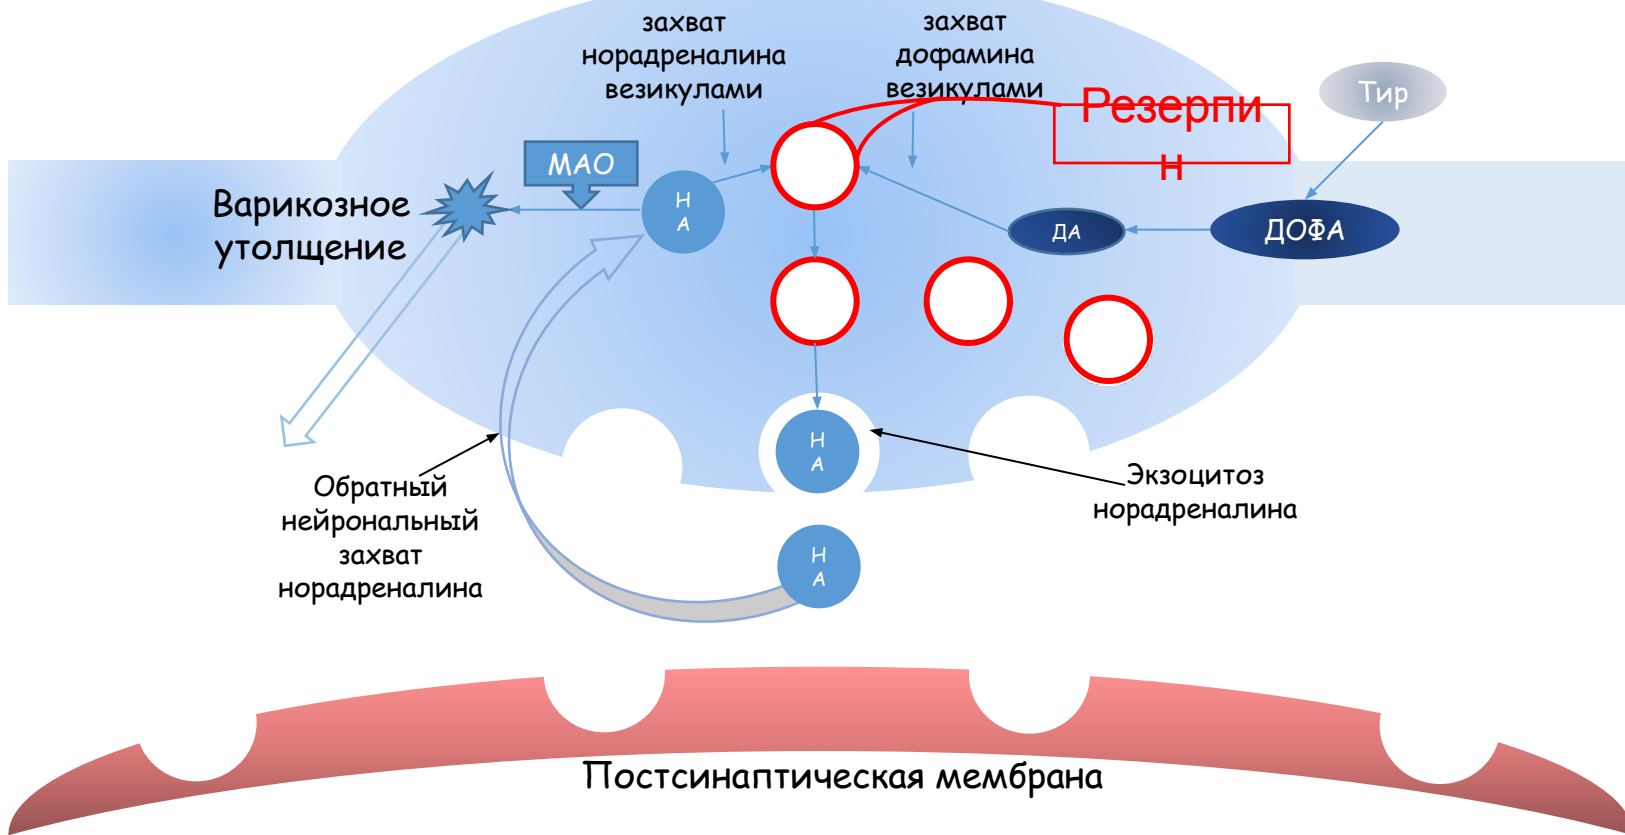 захват
норадреналина
везикулами
захват
дофамина
везикулами
Резерпи
н
Тир
МАО
Н
А
Варикозное
утолщение
ДА
ДОФА
Н
А
Обратный
нейрональный
захват
норадреналина
Экзоцитоз
норадреналина
Н
А
Постсинаптическая мембрана